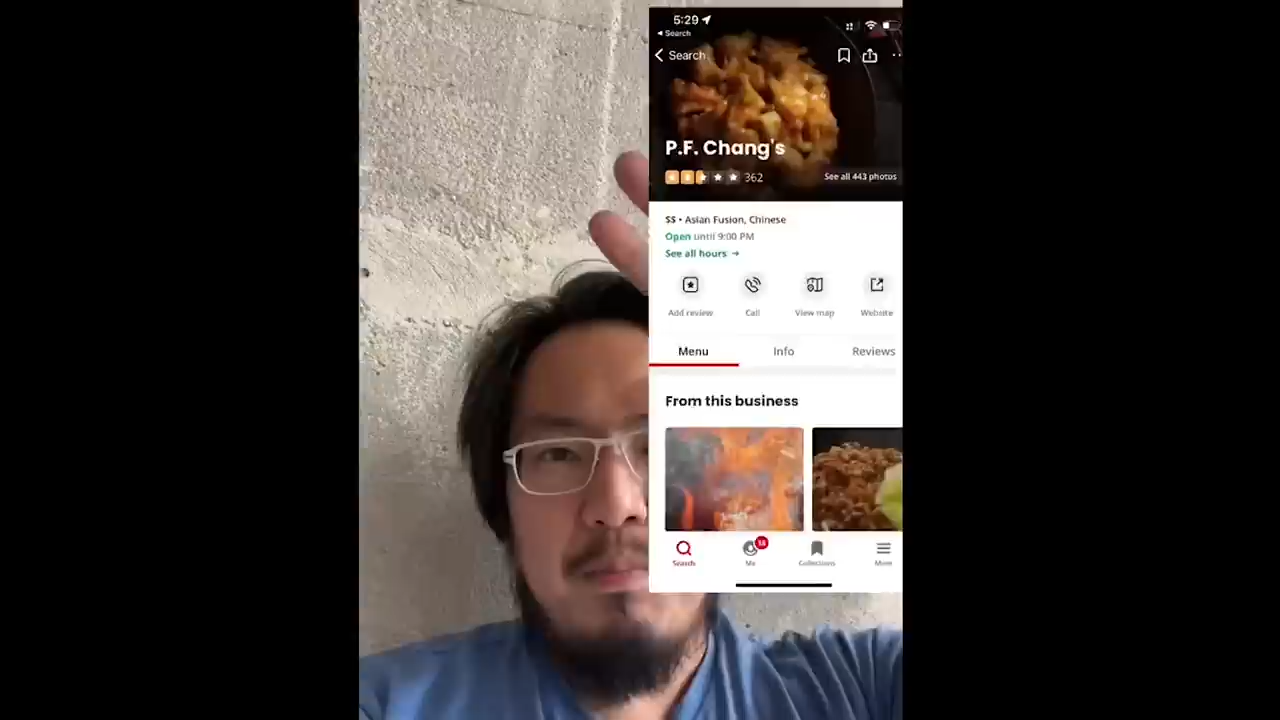 5:29
◄ Search
Search
P.F. Chang's
362
See all 443 photos
$$ • Asian Fusion, Chinese
Open until 9:00 PM
See all hours →
Add review
Call
View map
Website
Menu
Info
Reviews
From this business
Search
Me
Collections
More